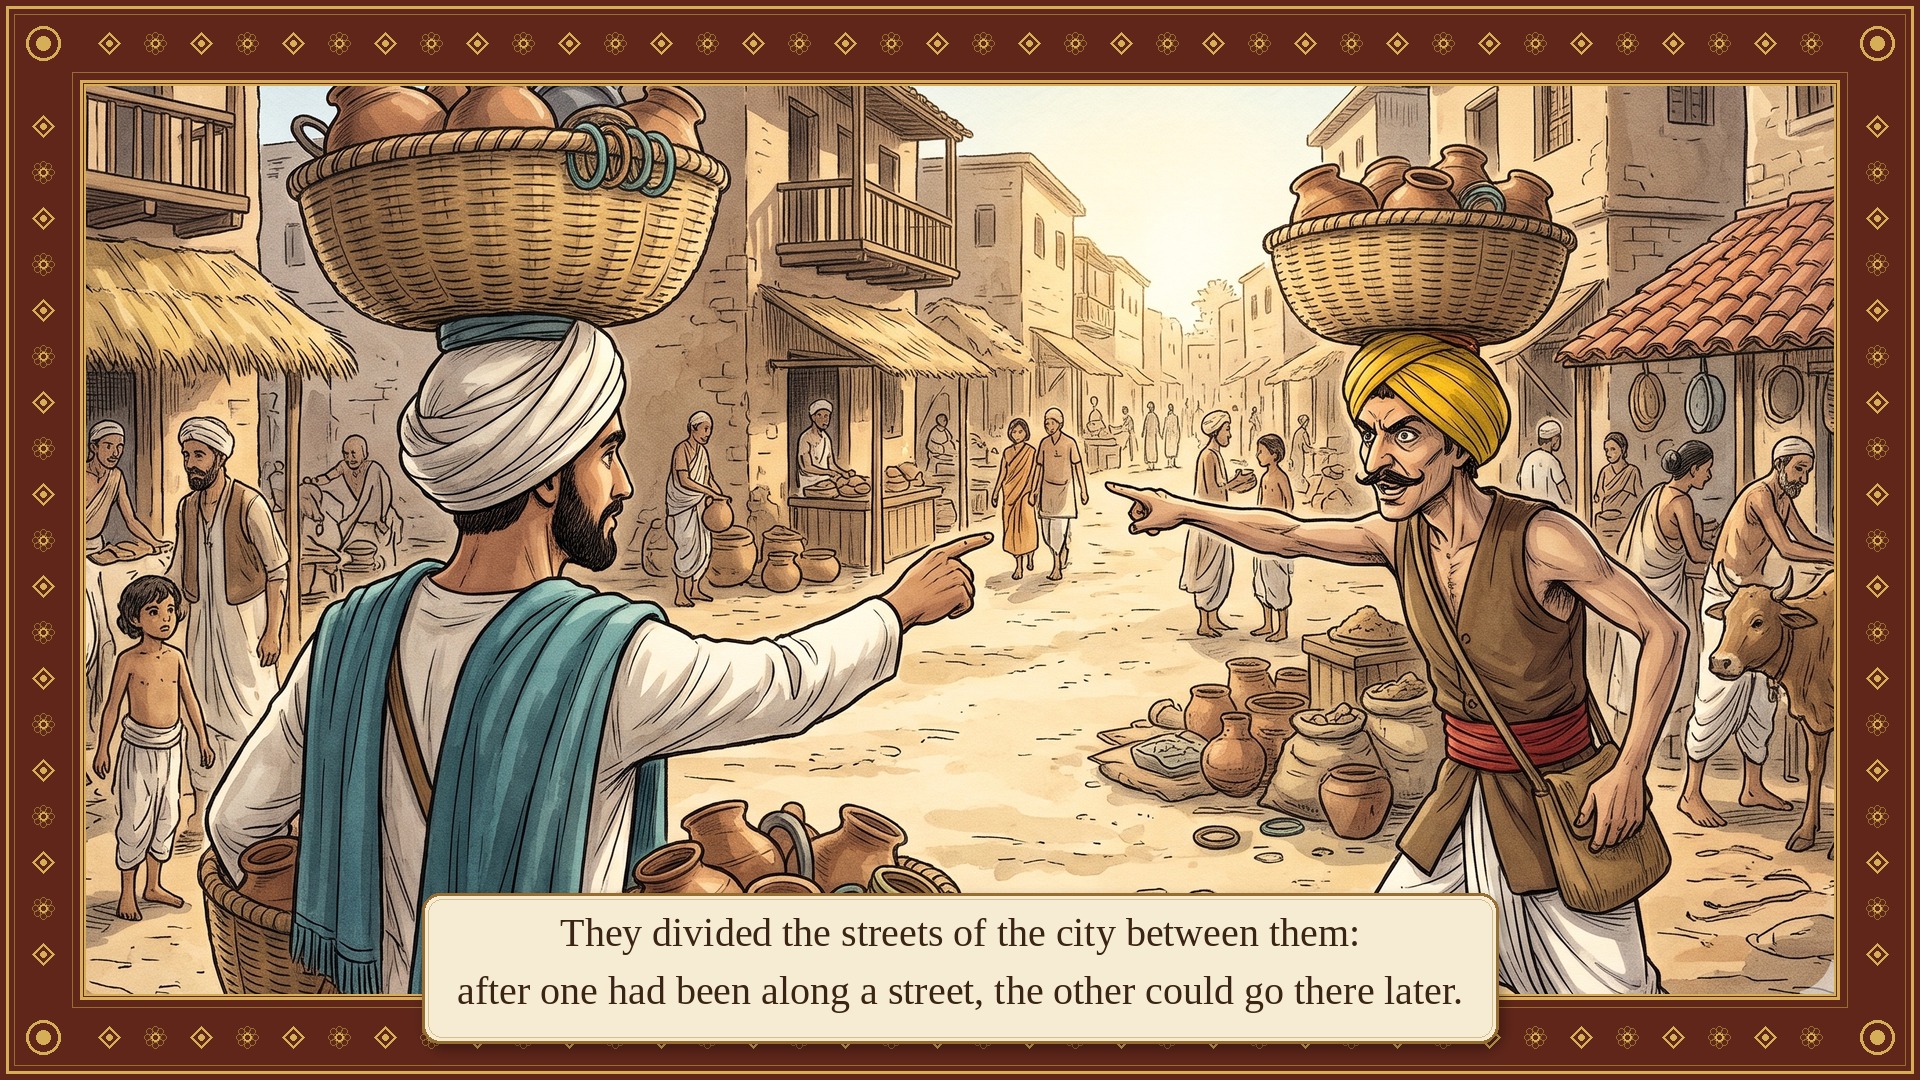 They divided the streets of the city between them:
after one had been along a street, the other could go there later.